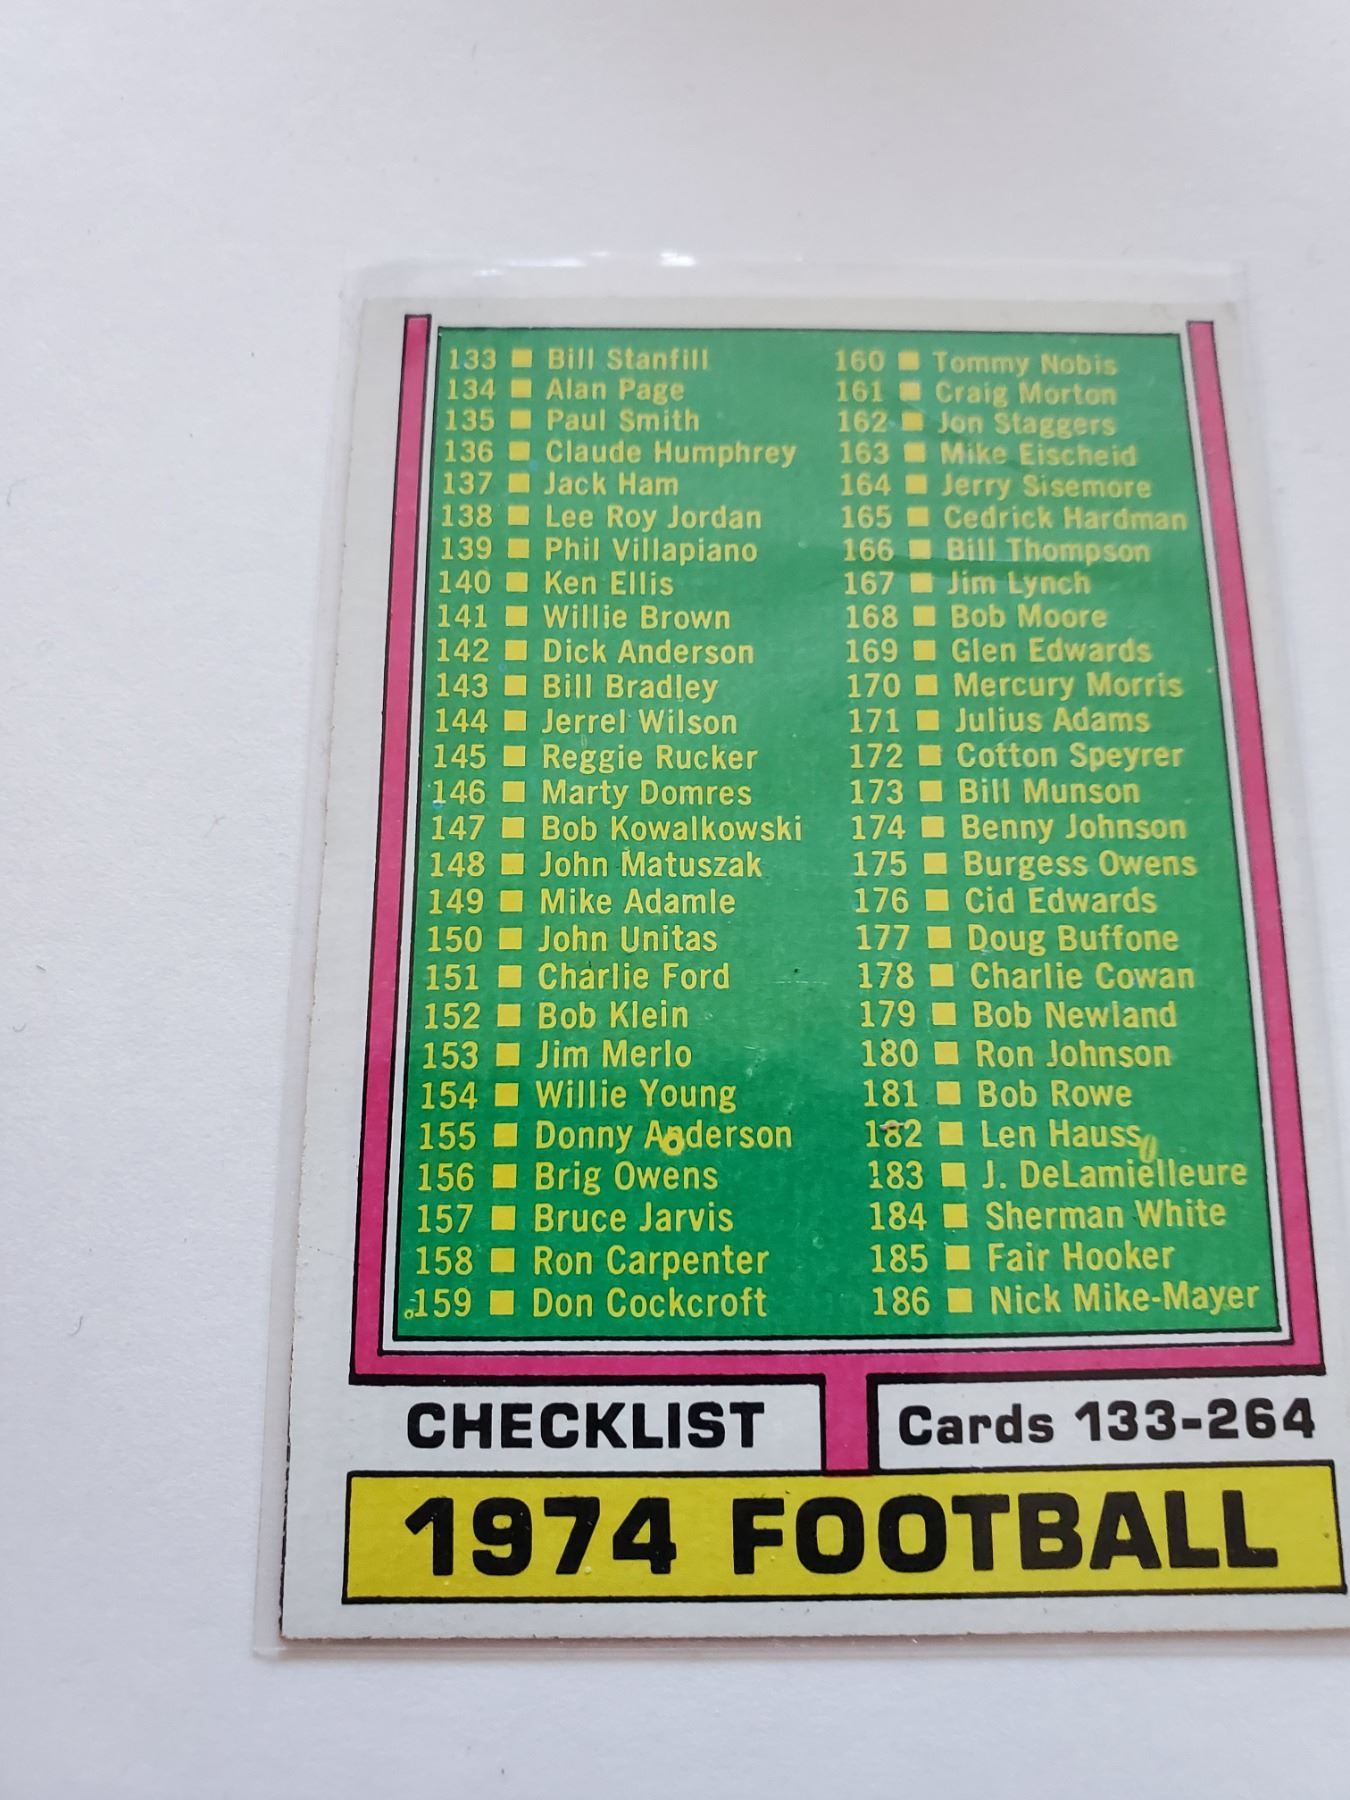 133 Bill Stanfill
134 Alan Page
135 Paul Smith
136 Claude Humphrey
137 Jack Ham
138 Lee Roy Jordan
139 Phil Villapiano
140 Ken Ellis
141 Willie Brown
142 Dick Anderson
143 Bill Bradley
144 Jerrel Wilson
145 Reggie Rucker
146 Marty Domres
147 Bob Kowalkowski
148 John Matuszak
149 Mike Adamle
150 John Unitas
151 Charlie Ford
152 Bob Klein
153 Jim Merlo
154 Willie Young
155 Donny Anderson
156 Brig Owens
157 Bruce Jarvis
158 Ron Carpenter
159 Don Cockcroft
160 Tommy Nobis
161 Craig Morton
162 Jon Staggers
163 Mike Eischeid
164 Jerry Sisemore
165 Cedrick Hardman
166 Bill Thompson
167 Jim Lynch
168 Bob Moore
169 Glen Edwards
170 Mercury Morris
171 Julius Adams
172 Cotton Speyrer
173 Bill Munson
174 Benny Johnson
175 Burgess Owens
176 Cid Edwards
177 Doug Buffone
178 Charlie Cowan
179 Bob Newland
180 Ron Johnson
181 Bob Rowe
182 Len Hauss
183 J. DeLamielleure
184 Sherman White
185 Fair Hooker
186 Nick Mike-Mayer
CHECKLIST
Cards 133-264
1974 FOOTBALL